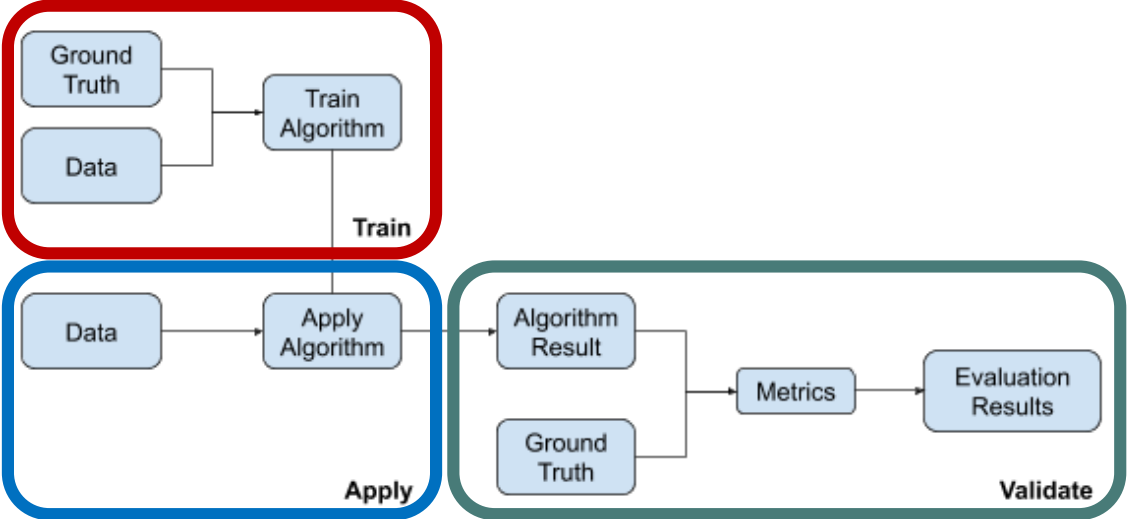 Ground
Truth
Data
Train
Algorithm
Train
Data
Apply
Algorithm
Apply
Algorithm
Result
Ground
Truth
Metrics
Evaluation
Results
Validate